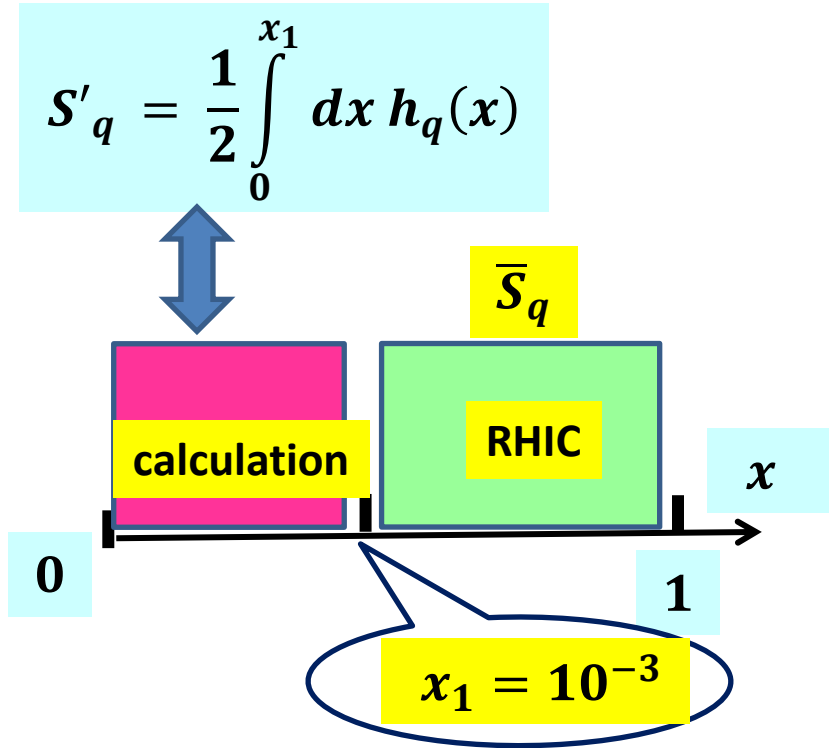 S′q = 1/2 ∫₀^x₁ dx hq(x)
S̅q
calculation
RHIC
x
0
1
x₁ = 10⁻³